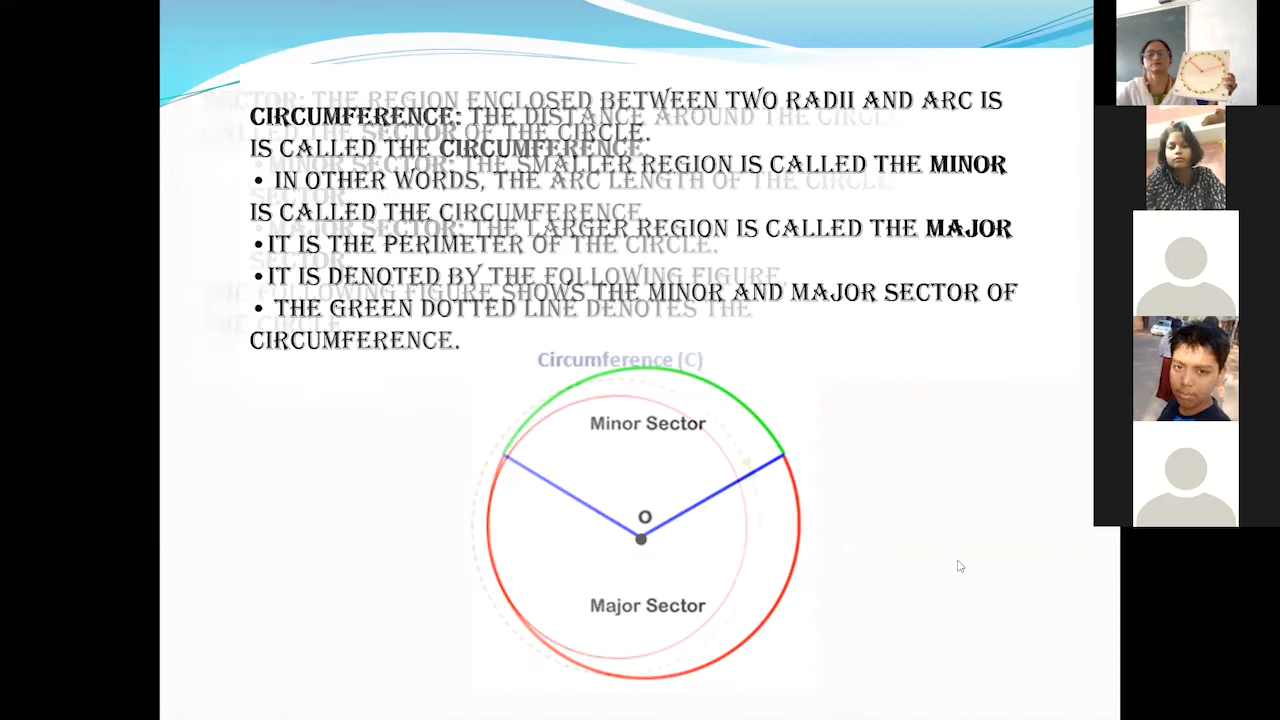 SECTOR: THE REGION ENCLOSED BETWEEN TWO RADII AND ARC IS
CIRCUMFERENCE: THE DISTANCE AROUND THE CIRCLE
CALLED THE SECTOR OF THE CIRCLE.
IS CALLED THE CIRCUMFERENCE.
• MINOR SECTOR: THE SMALLER REGION IS CALLED THE MINOR
• IN OTHER WORDS, THE ARC LENGTH OF THE CIRCLE
SECTOR.
IS CALLED THE CIRCUMFERENCE.
• MAJOR SECTOR: THE LARGER REGION IS CALLED THE MAJOR
• IT IS THE PERIMETER OF THE CIRCLE.
SECTOR.
• IT IS DENOTED BY THE FOLLOWING FIGURE,
THE FOLLOWING FIGURE SHOWS THE MINOR AND MAJOR SECTOR OF
• THE GREEN DOTTED LINE DENOTES THE
THE CIRCLE
CIRCUMFERENCE.
Circumference (C)
Minor Sector
O
Major Sector